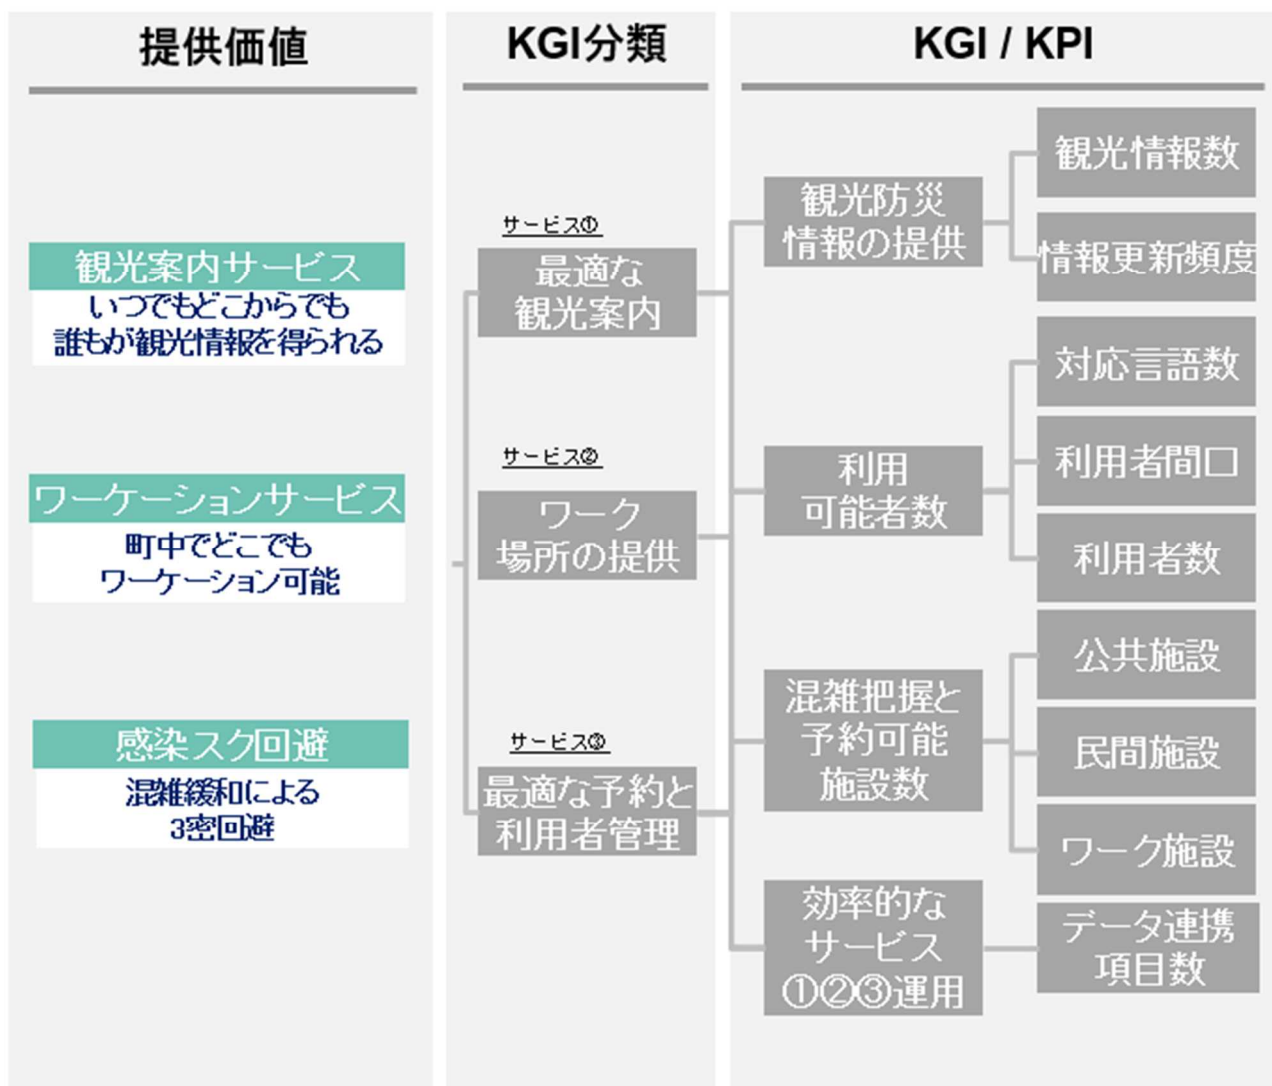 提供価値
観光案内サービス
いつでもどこからでも
誰もが観光情報を得られる
ワーケーションサービス
町中でどこでも
ワーケーション可能
感染スク回避
混雑緩和による
3密回避
KGI分類
サービス①
最適な
観光案内
サービス②
ワーク
場所の提供
サービス③
最適な予約と
利用者管理
KGI / KPI
観光防災
情報の提供
観光情報数
情報更新頻度
利用
可能者数
対応言語数
利用者間口
利用者数
混雑把握と
予約可能
施設数
公共施設
民間施設
ワーク施設
効率的な
サービス
①②③運用
データ連携
項目数